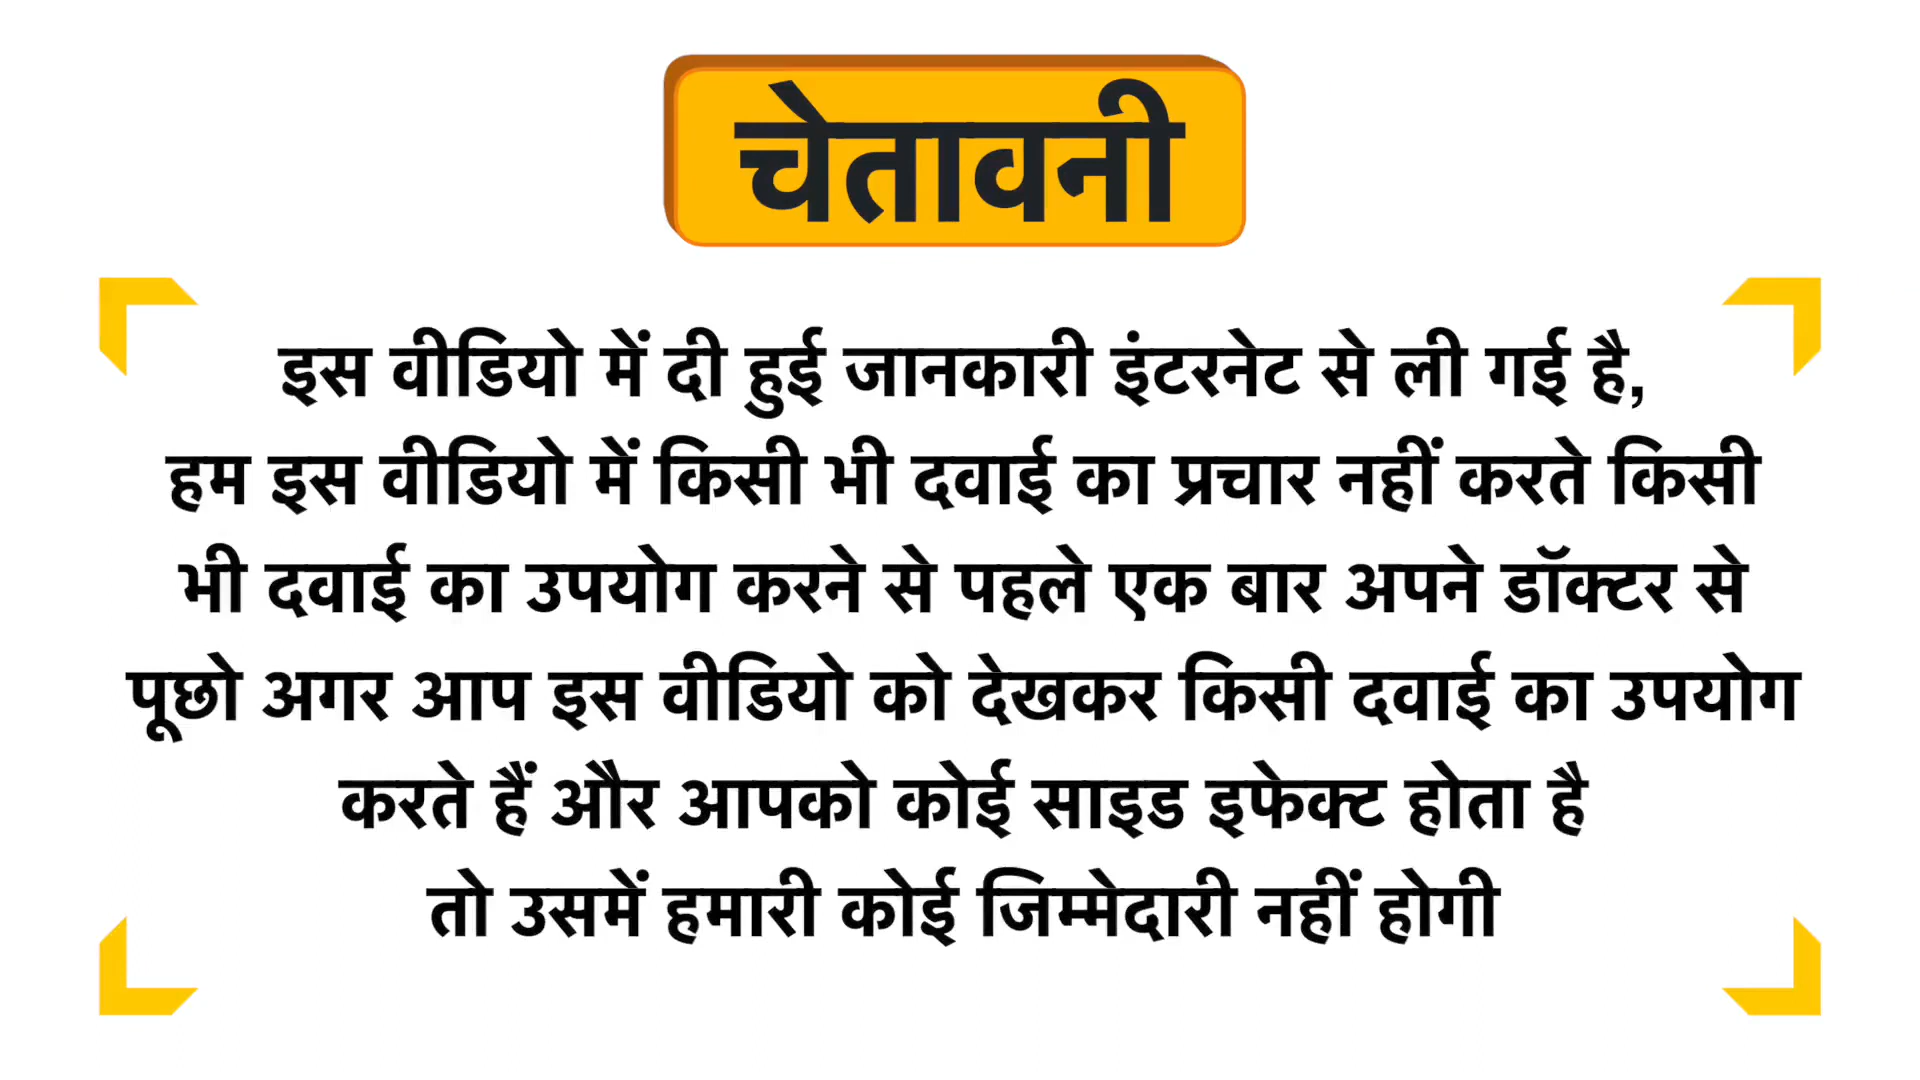 चेतावनी
इस वीडियो में दी हुई जानकारी इंटरनेट से ली गई है,
हम इस वीडियो में किसी भी दवाई का प्रचार नहीं करते किसी
भी दवाई का उपयोग करने से पहले एक बार अपने डॉक्टर से
पूछो अगर आप इस वीडियो को देखकर किसी दवाई का उपयोग
करते हैं और आपको कोई साइड इफेक्ट होता है
तो उसमें हमारी कोई जिम्मेदारी नहीं होगी